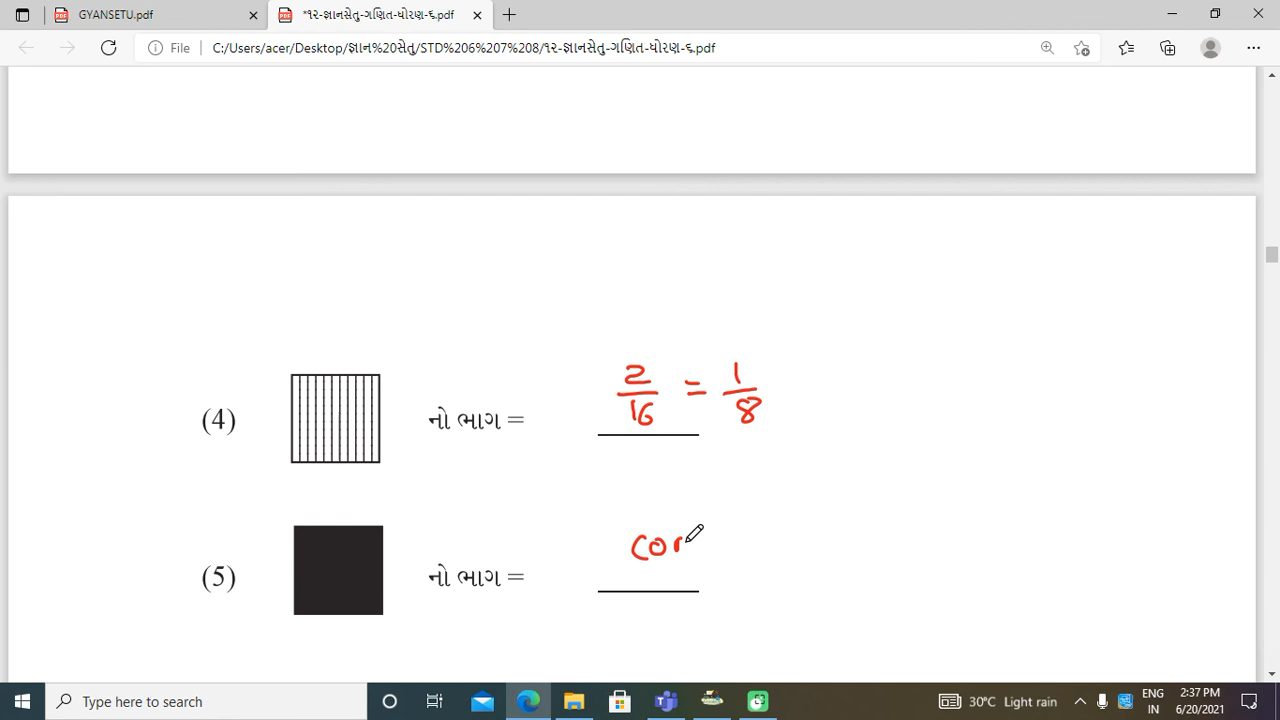 GYANSETU.pdf
*૧૨-જ્ઞાનસેતુ-ગણિત-ધોરણ-૬.pdf
File C:/Users/acer/Desktop/જ્ઞાન%20સેતુ/STD%206%207%208/૧૨-જ્ઞાનસેતુ-ગણિત-ધોરણ-૬.pdf
(4) નો ભાગ = 2/16 = 1/8
(5) નો ભાગ = cor
Type here to search
30°C Light rain
ENG
IN
2:37 PM
6/20/2021